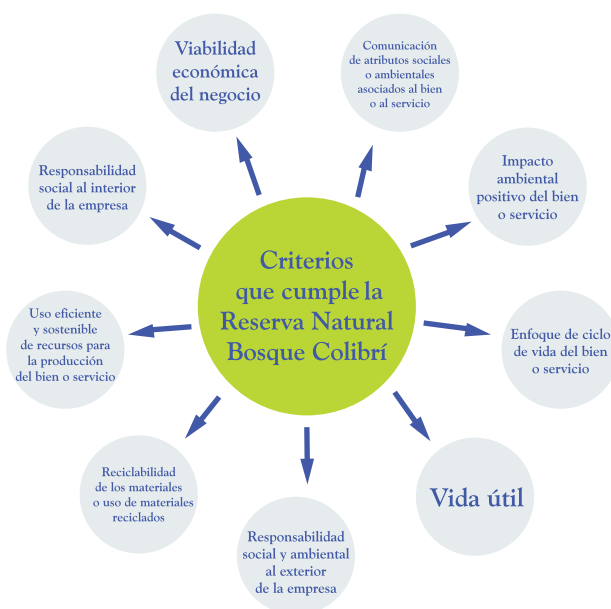 Criterios
que cumple la
Reserva Natural
Bosque Colibrí
Viabilidad
económica
del negocio
Comunicación
de atributos sociales
o ambientales
asociados al bien
o al servicio
Impacto
ambiental
positivo del bien
o servicio
Enfoque de ciclo
de vida del bien
o servicio
Vida útil
Responsabilidad
social y ambiental
al exterior
de la empresa
Reciclabilidad
de los materiales
o uso de materiales
reciclados
Uso eficiente
y sostenible
de recursos para
la producción
del bien o servicio
Responsabilidad
social al interior
de la empresa